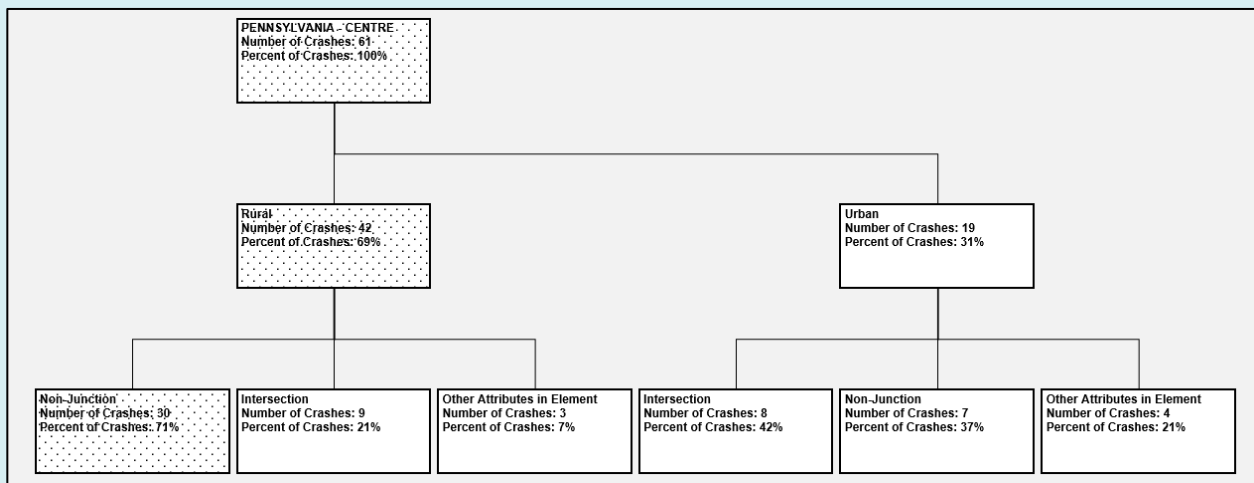 PENNSYLVANIA - CENTRE
Number of Crashes: 61
Percent of Crashes: 100%
Rural
Number of Crashes: 42
Percent of Crashes: 69%
Urban
Number of Crashes: 19
Percent of Crashes: 31%
Non-Junction
Number of Crashes: 30
Percent of Crashes: 71%
Intersection
Number of Crashes: 9
Percent of Crashes: 21%
Other Attributes in Element
Number of Crashes: 3
Percent of Crashes: 7%
Intersection
Number of Crashes: 8
Percent of Crashes: 42%
Non-Junction
Number of Crashes: 7
Percent of Crashes: 37%
Other Attributes in Element
Number of Crashes: 4
Percent of Crashes: 21%